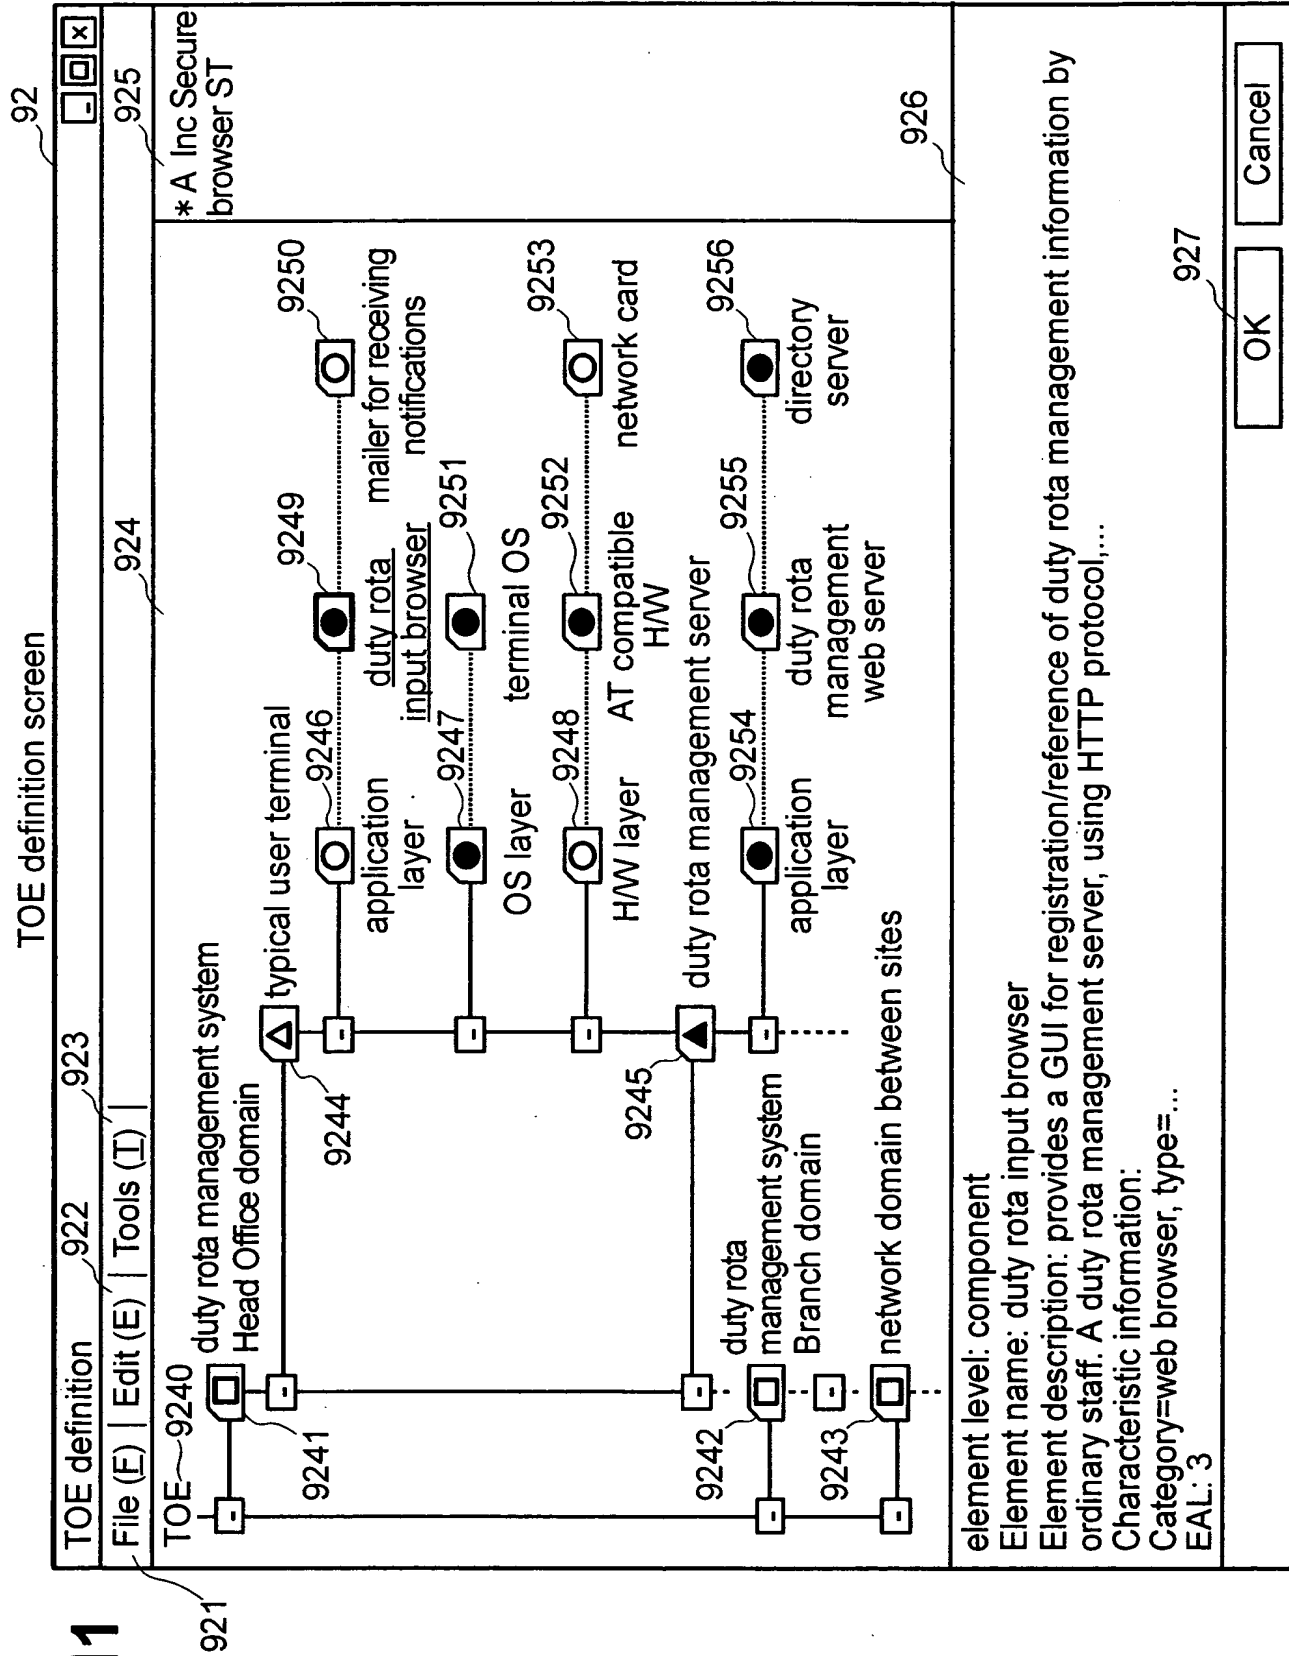 TOE definition screen
92
TOE definition
922
923
File (F) | Edit (E) | Tools (T) |
921
924
925
TOE
9240
duty rota management system
Head Office domain
9241
typical user terminal
9244
9246
application
layer
9249
duty rota
input browser
9250
mailer for receiving
notifications
9247
OS layer
9251
terminal OS
9248
H/W layer
9252
AT compatible
H/W
9253
network card
9245
duty rota management server
9254
application
layer
9255
duty rota
management
web server
9256
directory
server
duty rota
management system
Branch domain
9242
9243
network domain between sites
* A Inc Secure
browser ST
926
element level: component
Element name: duty rota input browser
Element description: provides a GUI for registration/reference of duty rota management information by
ordinary staff. A duty rota management server, using HTTP protocol,...
Characteristic information:
Category=web browser, type=...
EAL: 3
927
OK
Cancel